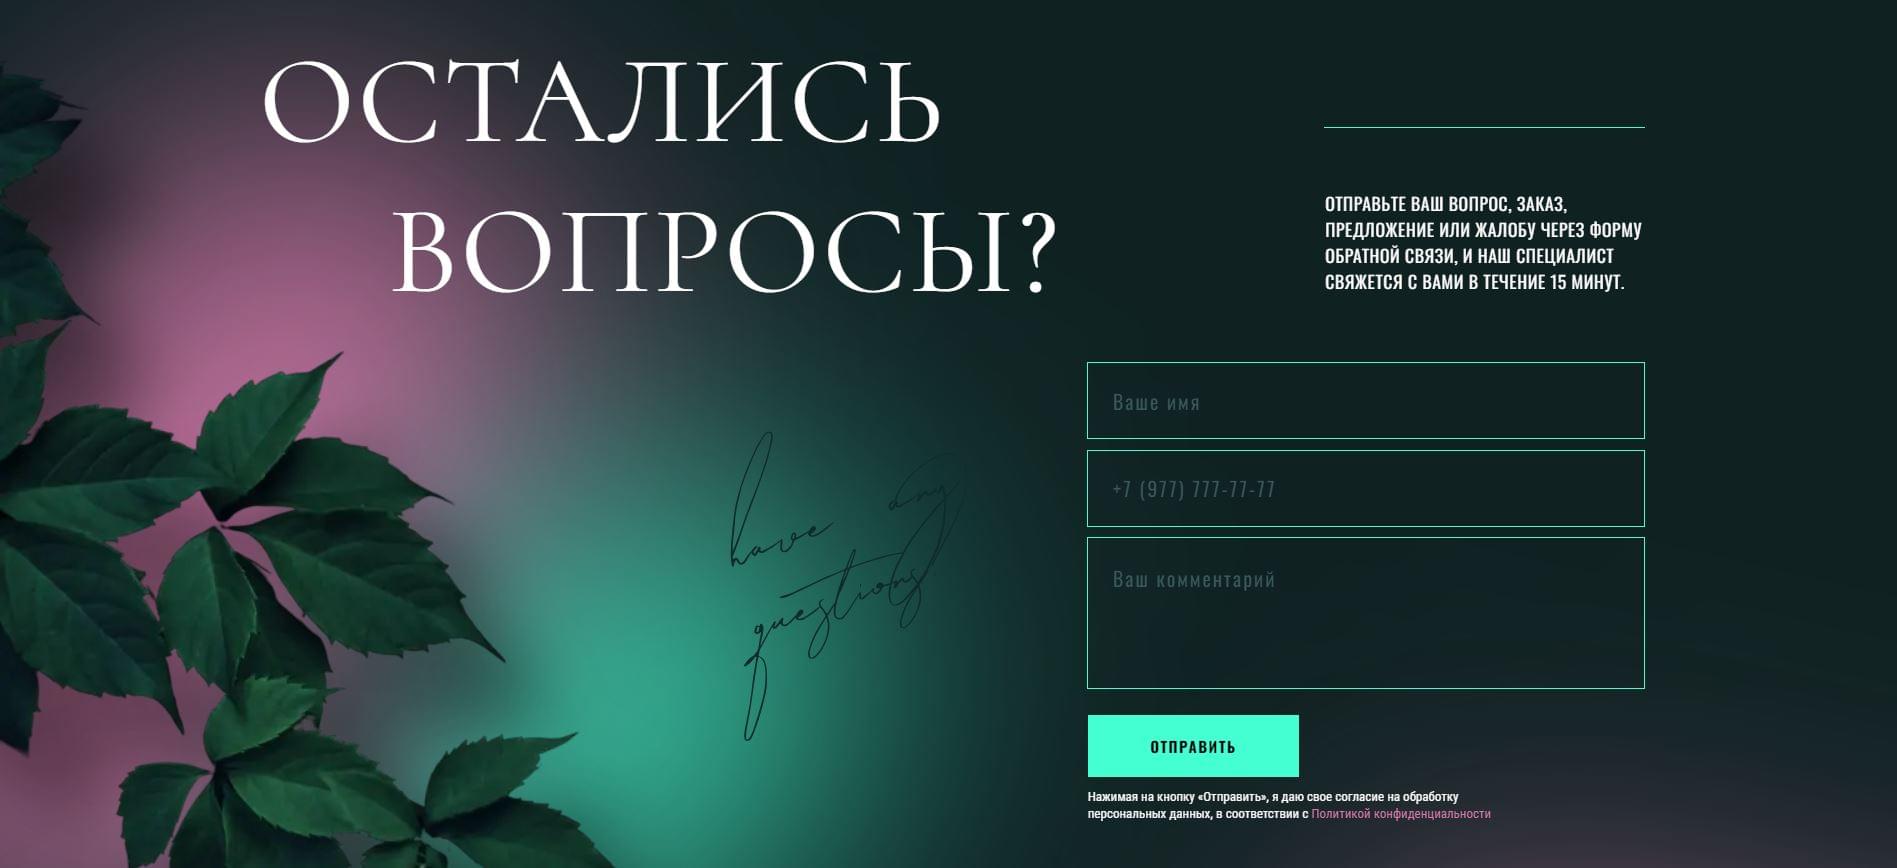 ОСТАЛИСЬ
ВОПРОСЫ?
ОТПРАВЬТЕ ВАШ ВОПРОС, ЗАКАЗ,
ПРЕДЛОЖЕНИЕ ИЛИ ЖАЛОБУ ЧЕРЕЗ ФОРМУ
ОБРАТНОЙ СВЯЗИ, И НАШ СПЕЦИАЛИСТ
СВЯЖЕТСЯ С ВАМИ В ТЕЧЕНИЕ 15 МИНУТ.
have any
questions
Ваше имя
+7 (977) 777-77-77
Ваш комментарий
ОТПРАВИТЬ
Нажимая на кнопку «Отправить», я даю свое согласие на обработку
персональных данных, в соответствии с Политикой конфиденциальности